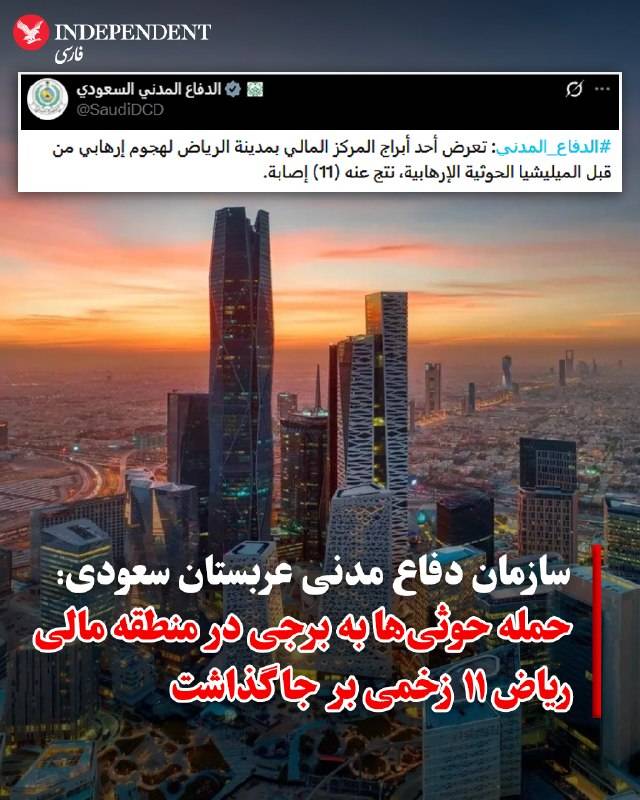 INDEPENDENT
فارسی
الدفاع المدني السعودي
@SaudiDCD
#الدفاع_المدني: تعرض أحد أبراج المركز المالي بمدينة الرياض لهجوم إرهابي من
قبل الميليشيا الحوثية الإرهابية، نتج عنه (11) إصابة.
سازمان دفاع مدنی عربستان سعودی:
حمله حوثی‌ها به برجی در منطقه مالی
ریاض ۱۱ زخمی بر جا گذاشت